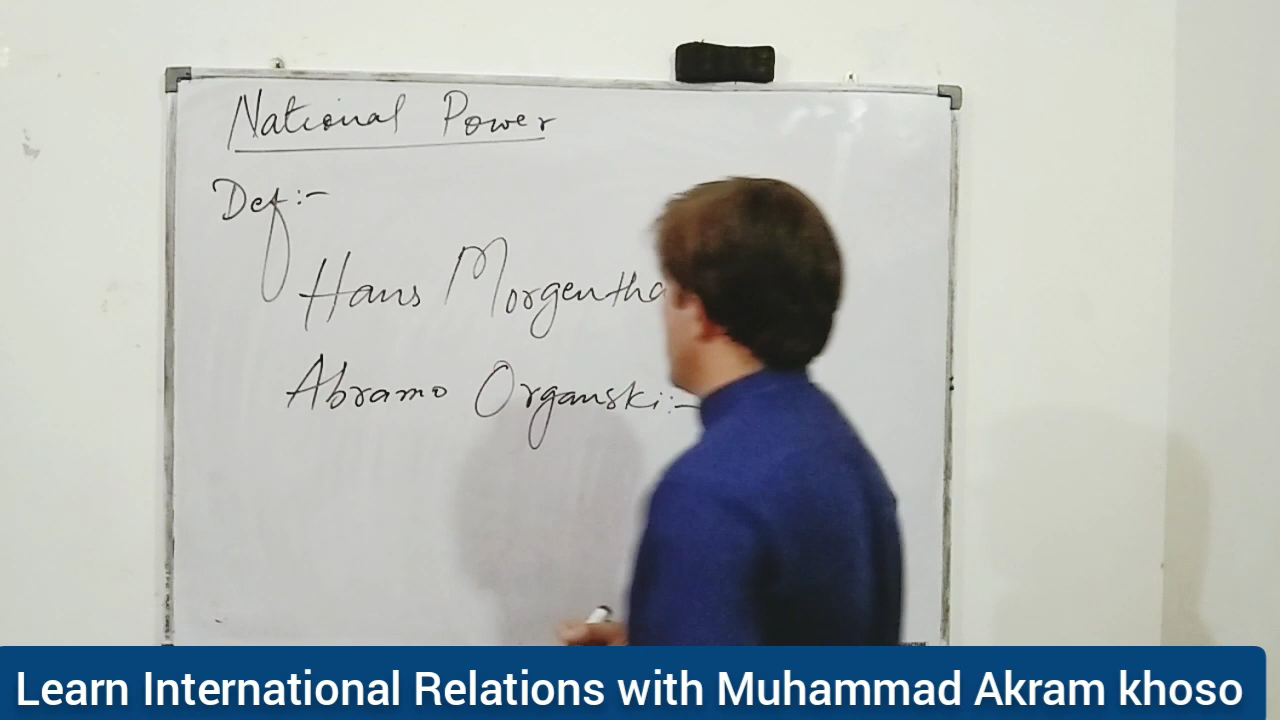 National Power
Def:-
Hans Morgentha
Abramo Organski:-
Learn International Relations with Muhammad Akram khoso